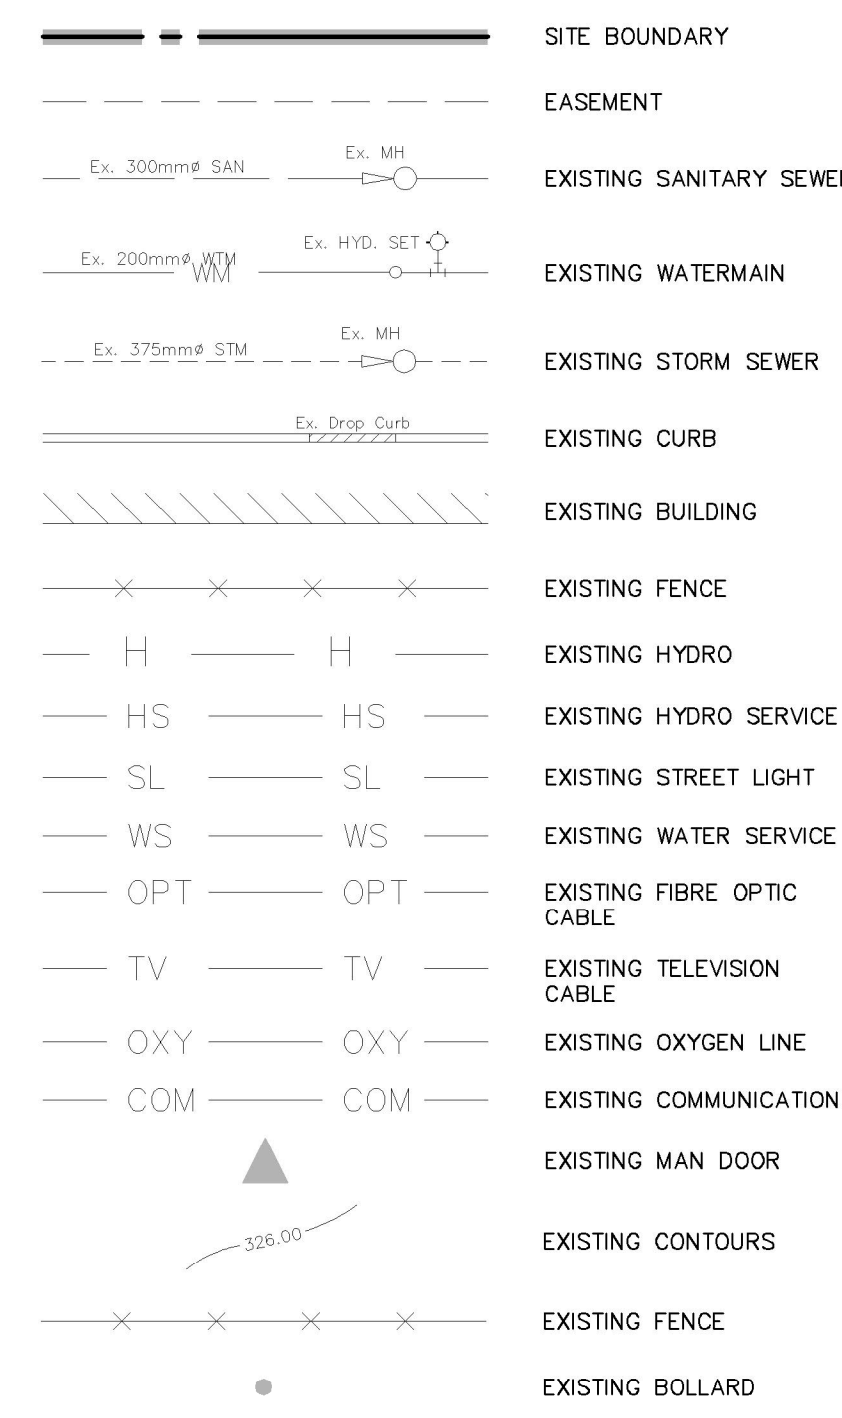 SITE BOUNDARY
EASEMENT
Ex. MH
Ex. 300mmø SAN
EXISTING SANITARY SEWE
Ex. HYD. SET
Ex. 200mmø WTM
WM
EXISTING WATERMAIN
Ex. MH
Ex. 375mmø STM
EXISTING STORM SEWER
Ex. Drop Curb
EXISTING CURB
EXISTING BUILDING
EXISTING FENCE
H H EXISTING HYDRO
HS HS EXISTING HYDRO SERVICE
SL SL EXISTING STREET LIGHT
WS WS EXISTING WATER SERVICE
OPT OPT EXISTING FIBRE OPTIC
CABLE
TV TV EXISTING TELEVISION
CABLE
OXY OXY EXISTING OXYGEN LINE
COM COM EXISTING COMMUNICATION
EXISTING MAN DOOR
326.00 EXISTING CONTOURS
EXISTING FENCE
EXISTING BOLLARD